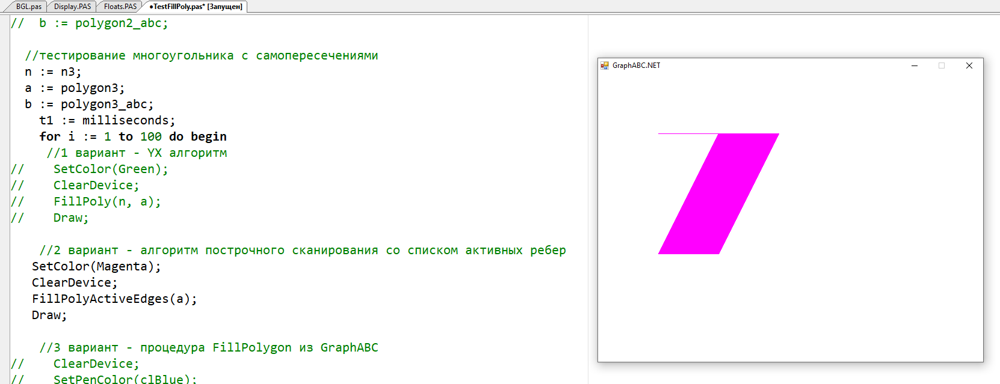 BGL.pas Display.PAS Floats.PAS •TestFillPoly.pas* [Запущен]
//  b := polygon2_abc;
//тестирование многоугольника с самопересечениями
n := n3;
a := polygon3;
b := polygon3_abc;
t1 := milliseconds;
for i := 1 to 100 do begin
//1 вариант - YX алгоритм
//    SetColor(Green);
//    ClearDevice;
//    FillPoly(n, a);
//    Draw;
//2 вариант - алгоритм построчного сканирования со списком активных ребер
SetColor(Magenta);
ClearDevice;
FillPolyActiveEdges(a);
Draw;
//3 вариант - процедура FillPolygon из GraphABC
//    ClearDevice;
//    SetPenColor(clBlue);
GraphABC.NET